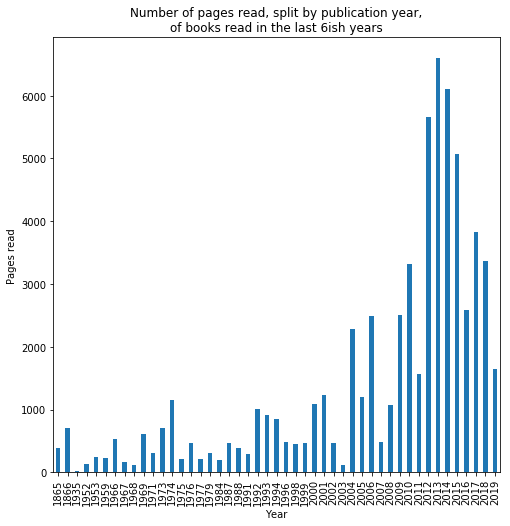 Number of pages read, split by publication year,
of books read in the last 6ish years
Pages read
6000
5000
4000
3000
2000
1000
0
1865 1866 1935 1952 1953 1959 1966 1967 1968 1969 1971 1973 1974 1975 1976 1977 1979 1984 1987 1988 1991 1992 1993 1994 1996 1998 1999 2000 2001 2002 2003 2004 2005 2006 2007 2008 2009 2010 2011 2012 2013 2014 2015 2016 2017 2018 2019
Year